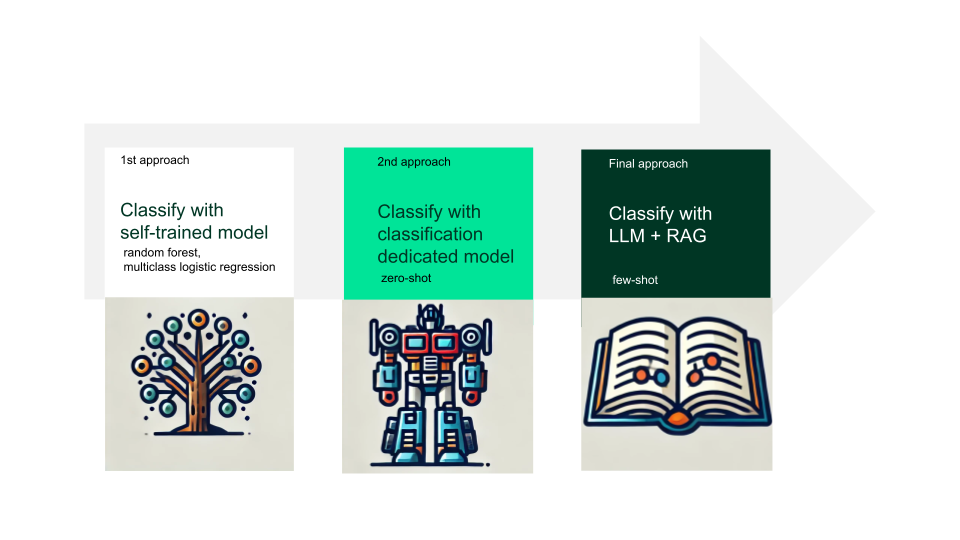 1st approach
Classify with
self-trained model
random forest,
multiclass logistic regression
2nd approach
Classify with
classification
dedicated model
zero-shot
Final approach
Classify with
LLM + RAG
few-shot